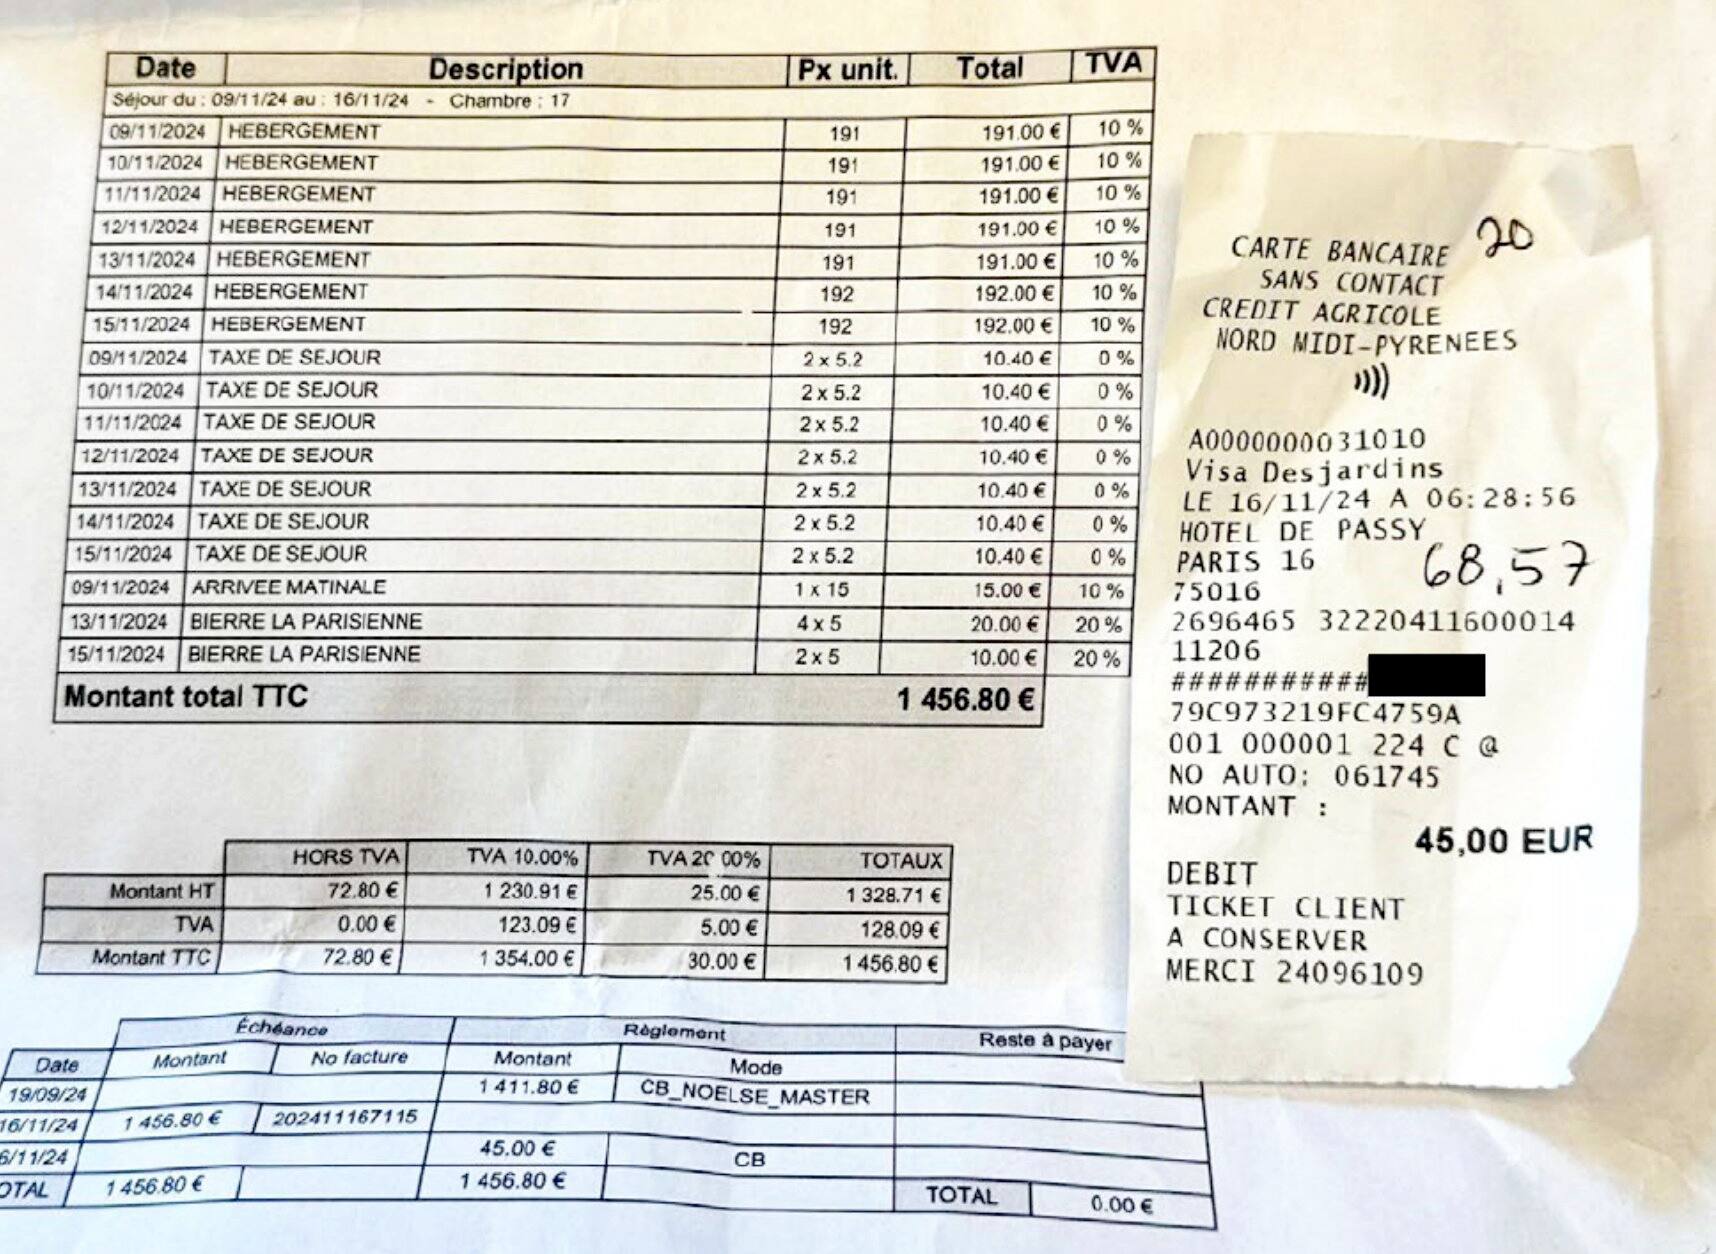 Date Description Px unit. Total TVA
Séjour du : 09/11/24 au : 16/11/24 - Chambre : 17
09/11/2024 HEBERGEMENT 191 191.00 € 10 %
10/11/2024 HEBERGEMENT 191 191.00 € 10 %
11/11/2024 HEBERGEMENT 191 191.00 € 10 %
12/11/2024 HEBERGEMENT 191 191.00 € 10 %
13/11/2024 HEBERGEMENT 191 191.00 € 10 %
14/11/2024 HEBERGEMENT 192 192.00 € 10 %
15/11/2024 HEBERGEMENT 192 192.00 € 10 %
09/11/2024 TAXE DE SEJOUR 2 x 5.2 10.40 € 0 %
10/11/2024 TAXE DE SEJOUR 2 x 5.2 10.40 € 0 %
11/11/2024 TAXE DE SEJOUR 2 x 5.2 10.40 € 0 %
12/11/2024 TAXE DE SEJOUR 2 x 5.2 10.40 € 0 %
13/11/2024 TAXE DE SEJOUR 2 x 5.2 10.40 € 0 %
14/11/2024 TAXE DE SEJOUR 2 x 5.2 10.40 € 0 %
15/11/2024 TAXE DE SEJOUR 2 x 5.2 10.40 € 0 %
09/11/2024 ARRIVEE MATINALE 1 x 15 15.00 € 10 %
13/11/2024 BIERRE LA PARISIENNE 4 x 5 20.00 € 20 %
15/11/2024 BIERRE LA PARISIENNE 2 x 5 10.00 € 20 %
Montant total TTC 1 456.80 €
HORS TVA TVA 10.00% TVA 20.00% TOTAUX
Montant HT 72.80 € 1 230.91 € 25.00 € 1 328.71 €
TVA 0.00 € 123.09 € 5.00 € 128.09 €
Montant TTC 72.80 € 1 354.00 € 30.00 € 1 456.80 €
Échéance Règlement Reste à payer
Date Montant No facture Montant Mode
19/09/24 1 411.80 € CB_NOELSE_MASTER
16/11/24 1 456.80 € 202411167115
6/11/24 45.00 € CB
OTAL 1 456.80 € 1 456.80 € TOTAL 0.00 €
20
CARTE BANCAIRE
SANS CONTACT
CREDIT AGRICOLE
NORD MIDI-PYRENEES
A0000000031010
Visa Desjardins
LE 16/11/24 A 06:28:56
HOTEL DE PASSY
PARIS 16
68,57
75016
2696465 32220411600014
11206
###########
79C973219FC4759A
001 000001 224 C @
NO AUTO: 061745
MONTANT :
45,00 EUR
DEBIT
TICKET CLIENT
A CONSERVER
MERCI 24096109